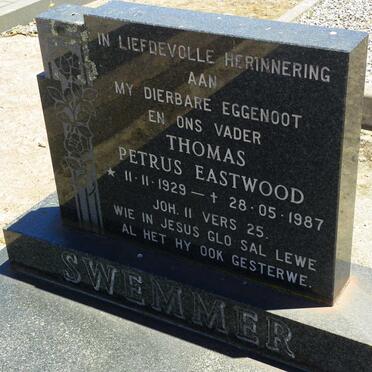 IN LIEFDEVOLLE HERINNERING
AAN
MY DIERBARE EGGENOOT
EN ONS VADER
THOMAS
PETRUS EASTWOOD
★ 11·11·1929 — ✝ 28·05·1987
JOH. 11 VERS 25.
WIE IN JESUS GLO SAL LEWE
AL HET HY OOK GESTERWE.
SWEMMER